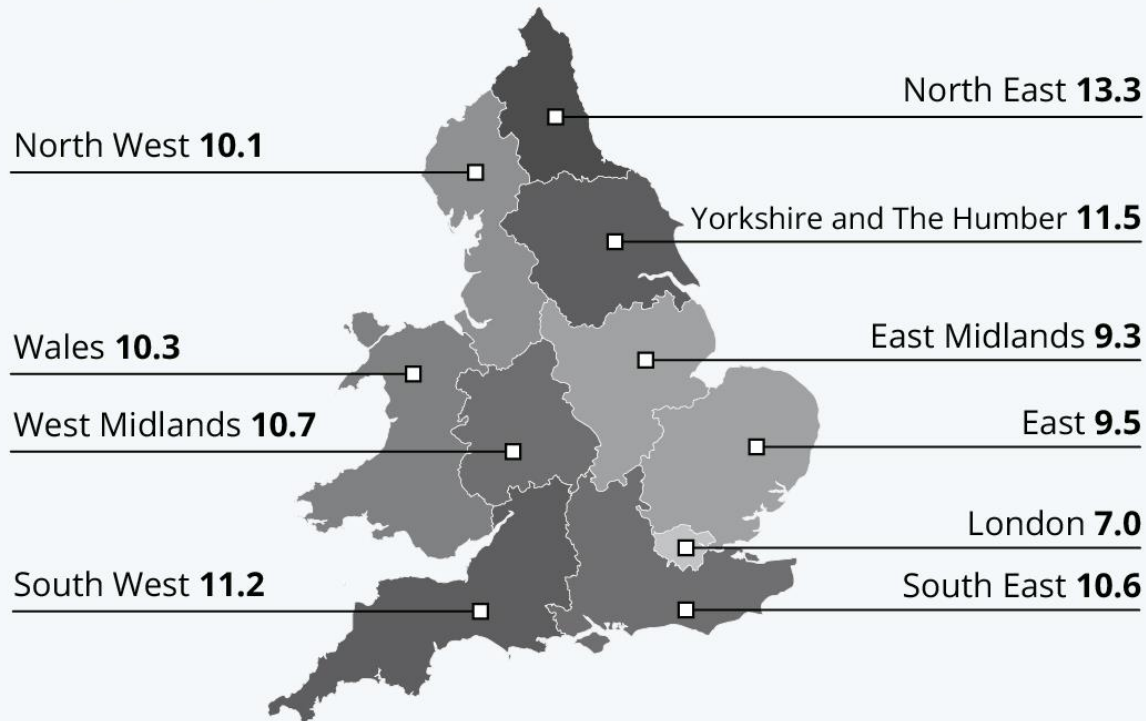 North East 13.3
North West 10.1
Yorkshire and The Humber 11.5
East Midlands 9.3
Wales 10.3
West Midlands 10.7
East 9.5
London 7.0
South West 11.2
South East 10.6